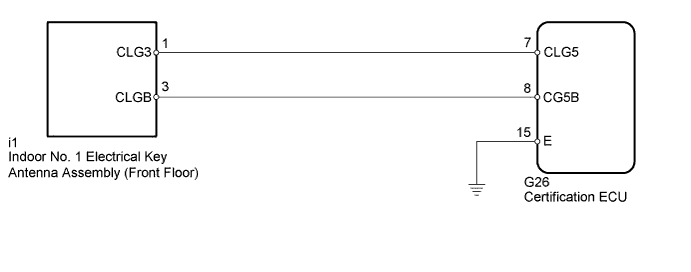 CLG3 1 7 CLG5
CLGB 3 8 CG5B
15 E
i1
Indoor No. 1 Electrical Key
Antenna Assembly (Front Floor)
G26
Certification ECU